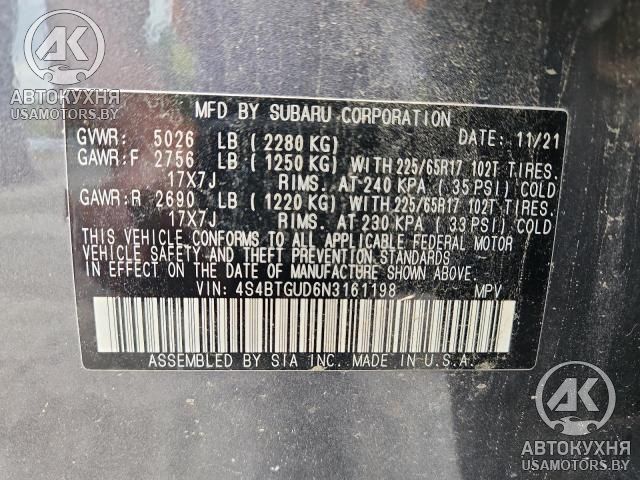 АК
АВТОКУХНЯ
USAMOTORS.BY
MFD BY SUBARU CORPORATION
GVWR: 5026 LB ( 2280 KG) DATE: 11/21
GAWR:F 2756 LB ( 1250 KG) WITH 225/65R17 102T TIRES.
17X7J RIMS. AT 240 KPA ( 35 PSI) COLD
GAWR:R 2690 LB ( 1220 KG) WITH 225/65R17 102T TIRES.
17X7J RIMS. AT 230 KPA ( 33 PSI) COLD
THIS VEHICLE CONFORMS TO ALL APPLICABLE FEDERAL MOTOR
VEHICLE SAFETY AND THEFT PREVENTION STANDARDS
IN EFFECT ON THE DATE OF MANUFACTURE SHOWN ABOVE.
VIN: 4S4BTGUD6N3161198 MPV
ASSEMBLED BY SIA INC. MADE IN U.S.A.
АК
АВТОКУХНЯ
USAMOTORS.BY